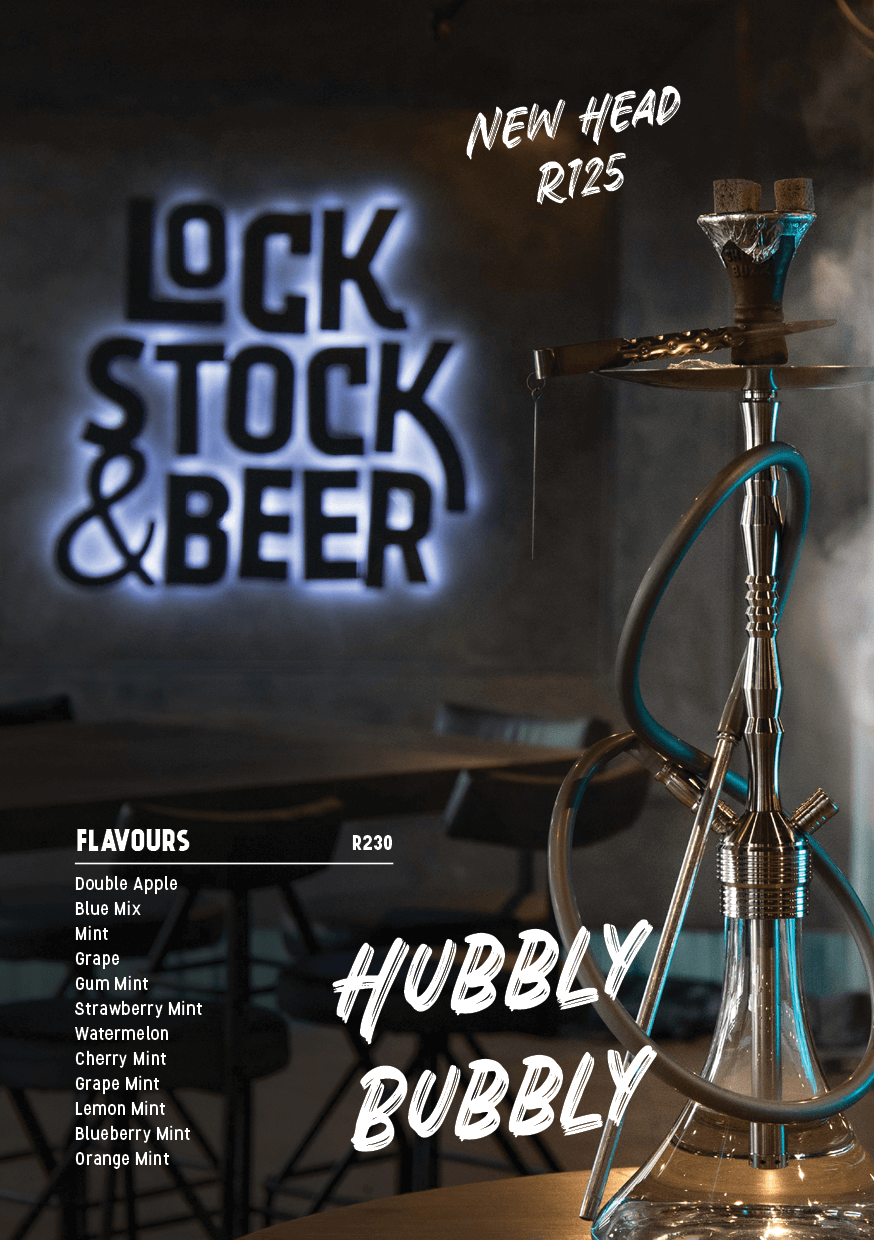 NEW HEAD
R125
LOCK
STOCK
& BEER
FLAVOURS R230
Double Apple
Blue Mix
Mint
Grape
Gum Mint
Strawberry Mint
Watermelon
Cherry Mint
Grape Mint
Lemon Mint
Blueberry Mint
Orange Mint
HUBBLY
BUBBLY